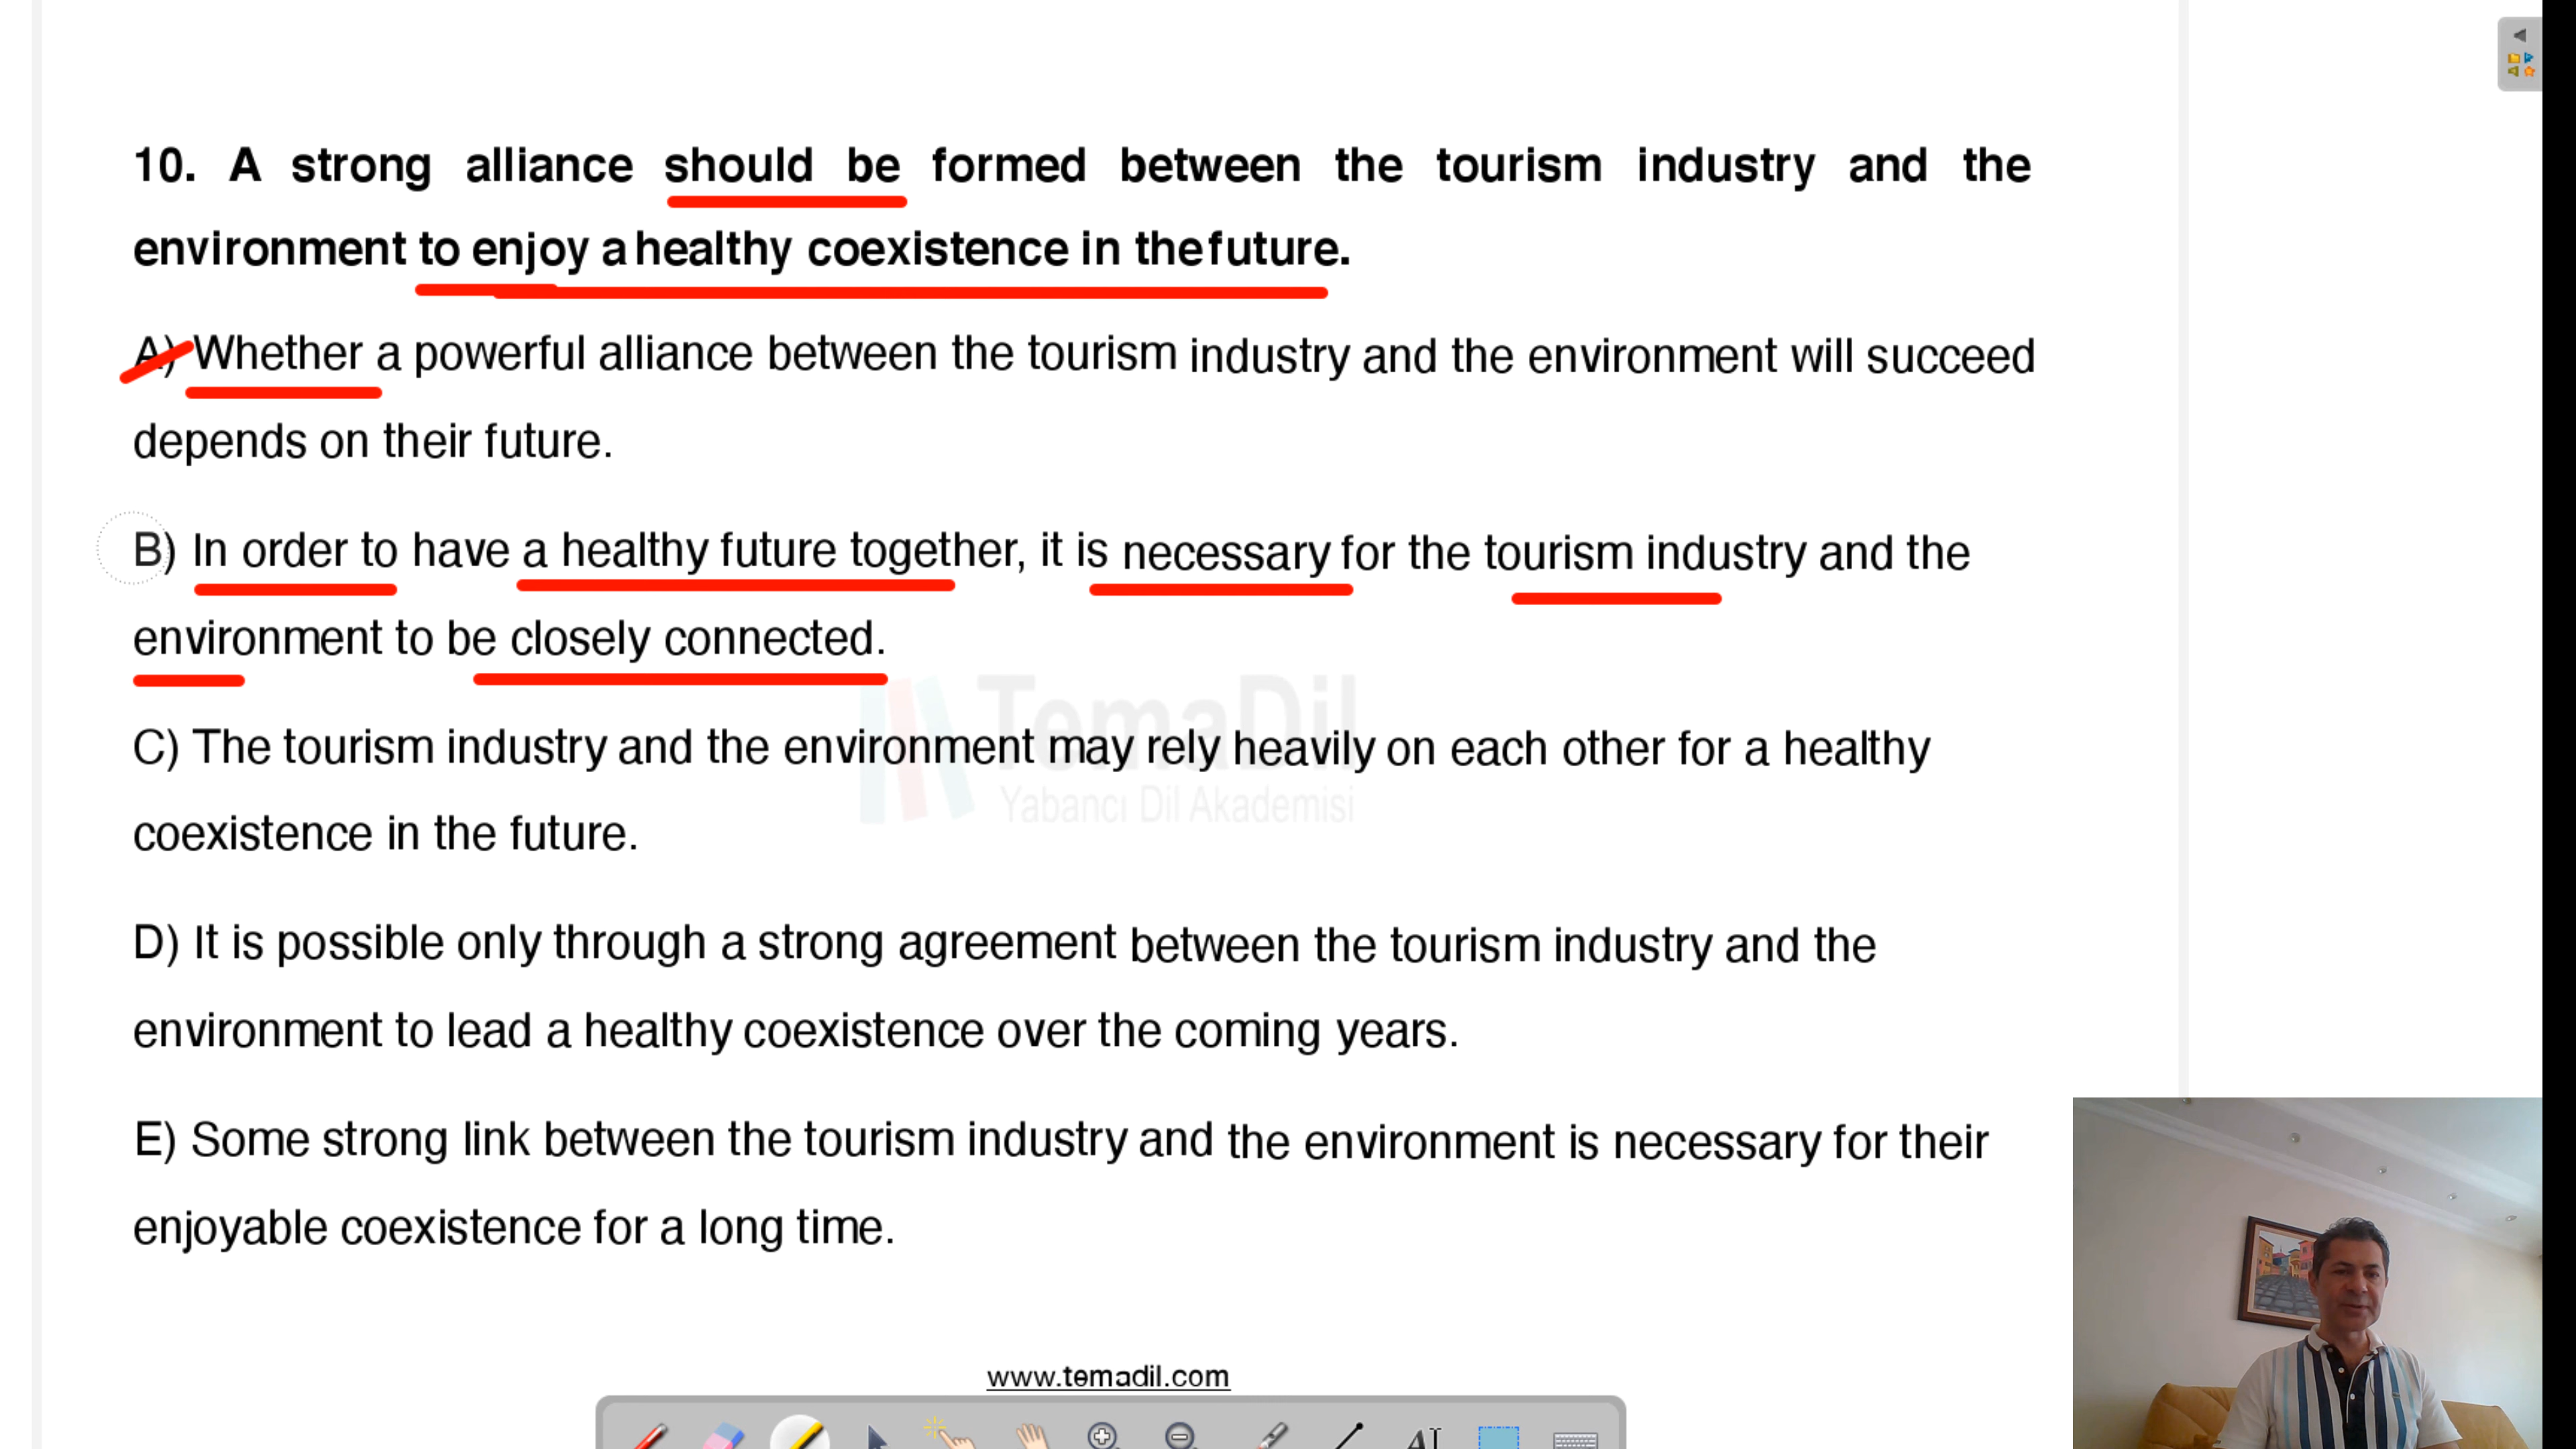 10. A strong alliance should be formed between the tourism industry and the
environment to enjoy a healthy coexistence in the future.
A) Whether a powerful alliance between the tourism industry and the environment will succeed
depends on their future.
B) In order to have a healthy future together, it is necessary for the tourism industry and the
environment to be closely connected.
TemaDil
C) The tourism industry and the environment may rely heavily on each other for a healthy
Yabancı Dil Akademisi
coexistence in the future.
D) It is possible only through a strong agreement between the tourism industry and the
environment to lead a healthy coexistence over the coming years.
E) Some strong link between the tourism industry and the environment is necessary for their
enjoyable coexistence for a long time.
www.temadil.com